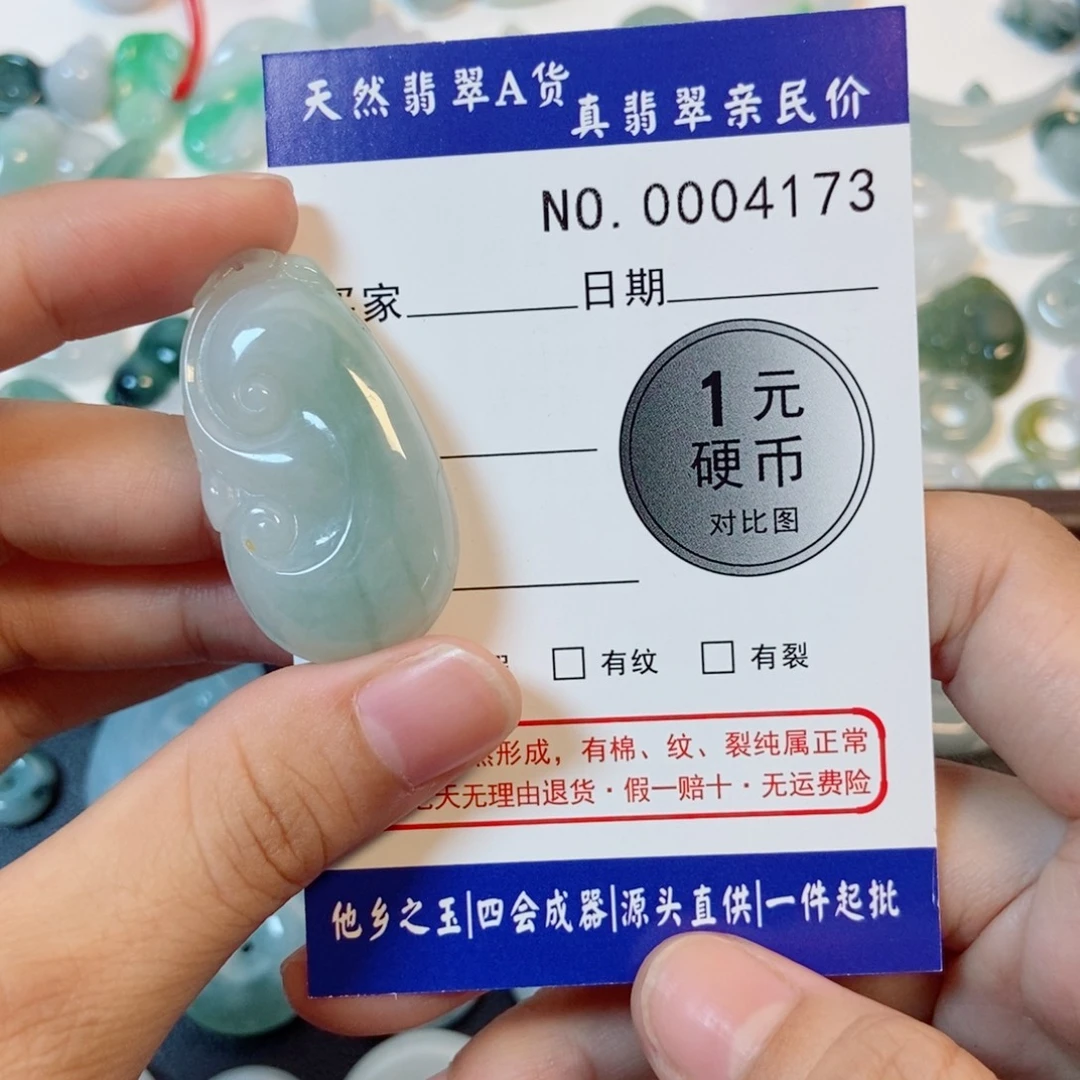 天然翡翠A货 真翡翠亲民价
NO. 0004173
家 日期
1元
硬币
对比图
有纹 有裂
形成，有棉、纹、裂纯属正常
天无理由退货·假一赔十·无运费险
他乡之玉|四会成器|源头直供|一件起批